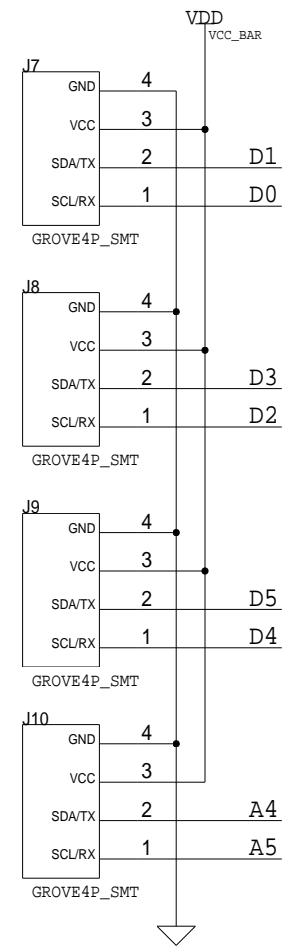 VDD
VCC_BAR
J7
GND 4
VCC 3
SDA/TX 2 D1
SCL/RX 1 D0
GROVE4P_SMT
J8
GND 4
VCC 3
SDA/TX 2 D3
SCL/RX 1 D2
GROVE4P_SMT
J9
GND 4
VCC 3
SDA/TX 2 D5
SCL/RX 1 D4
GROVE4P_SMT
J10
GND 4
VCC 3
SDA/TX 2 A4
SCL/RX 1 A5
GROVE4P_SMT